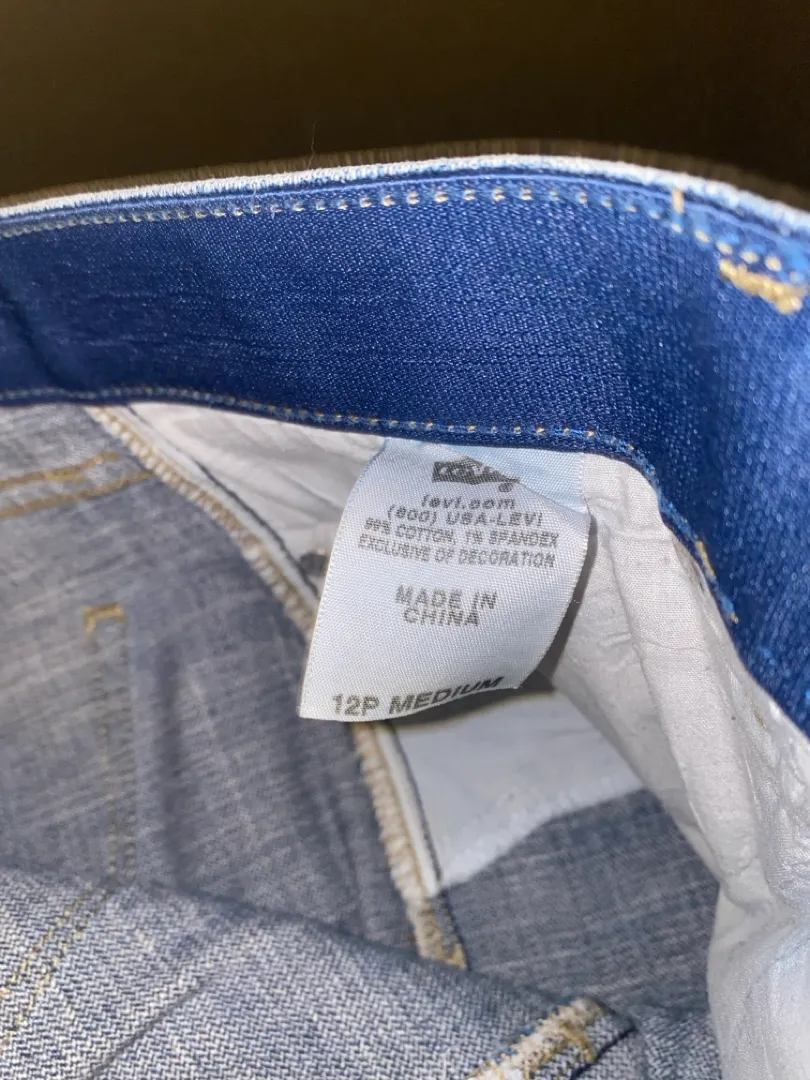 levi.com
(800) USA-LEVI
99% COTTON, 1% SPANDEX
EXCLUSIVE OF DECORATION
MADE IN
CHINA
12P MEDIUM